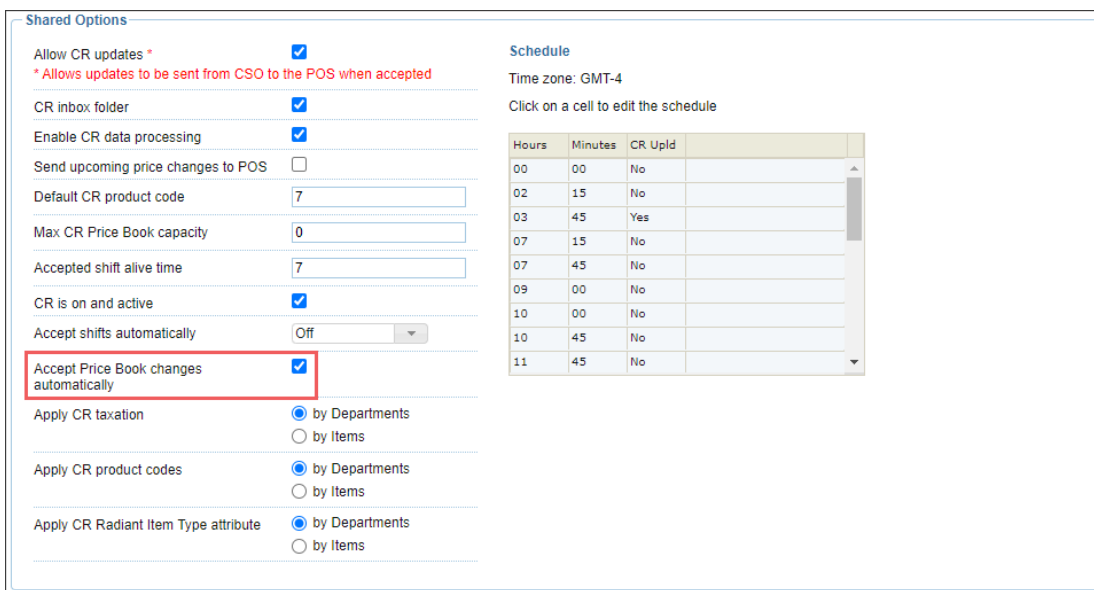 Shared Options
Allow CR updates *
* Allows updates to be sent from CSO to the POS when accepted
CR inbox folder
Enable CR data processing
Send upcoming price changes to POS
Default CR product code 7
Max CR Price Book capacity 0
Accepted shift alive time 7
CR is on and active
Accept shifts automatically Off
Accept Price Book changes
automatically
Apply CR taxation by Departments
by Items
Apply CR product codes by Departments
by Items
Apply CR Radiant Item Type attribute by Departments
by Items
Schedule
Time zone: GMT-4
Click on a cell to edit the schedule
Hours Minutes CR Upld
00 00 No
02 15 No
03 45 Yes
07 15 No
07 45 No
09 00 No
10 00 No
10 45 No
11 45 No